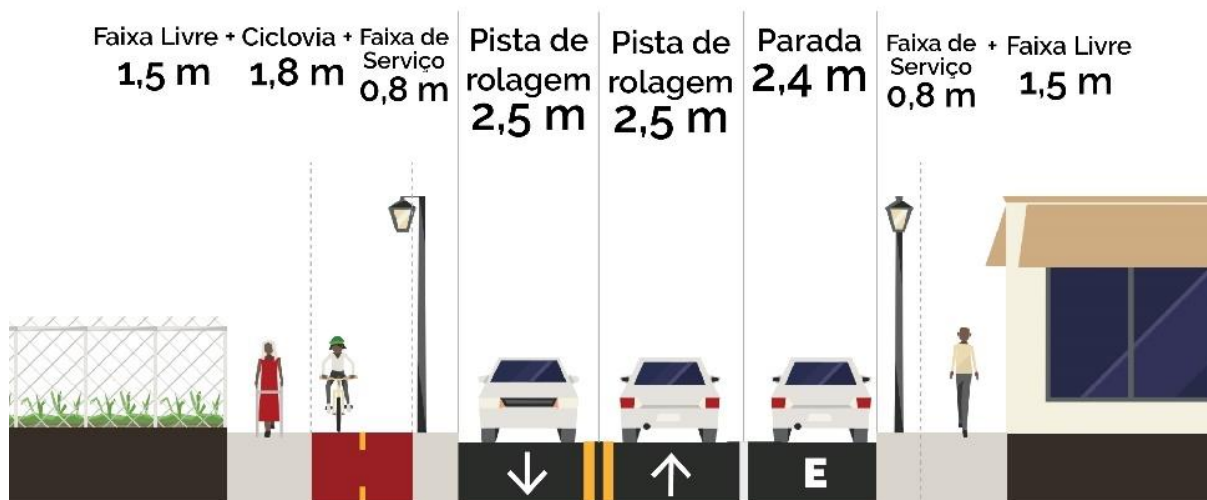 Faixa Livre + Ciclovia + Faixa de Serviço
1,5 m 1,8 m 0,8 m
Pista de rolagem
2,5 m
Pista de rolagem
2,5 m
Parada
2,4 m
Faixa de Serviço + Faixa Livre
0,8 m 1,5 m
E